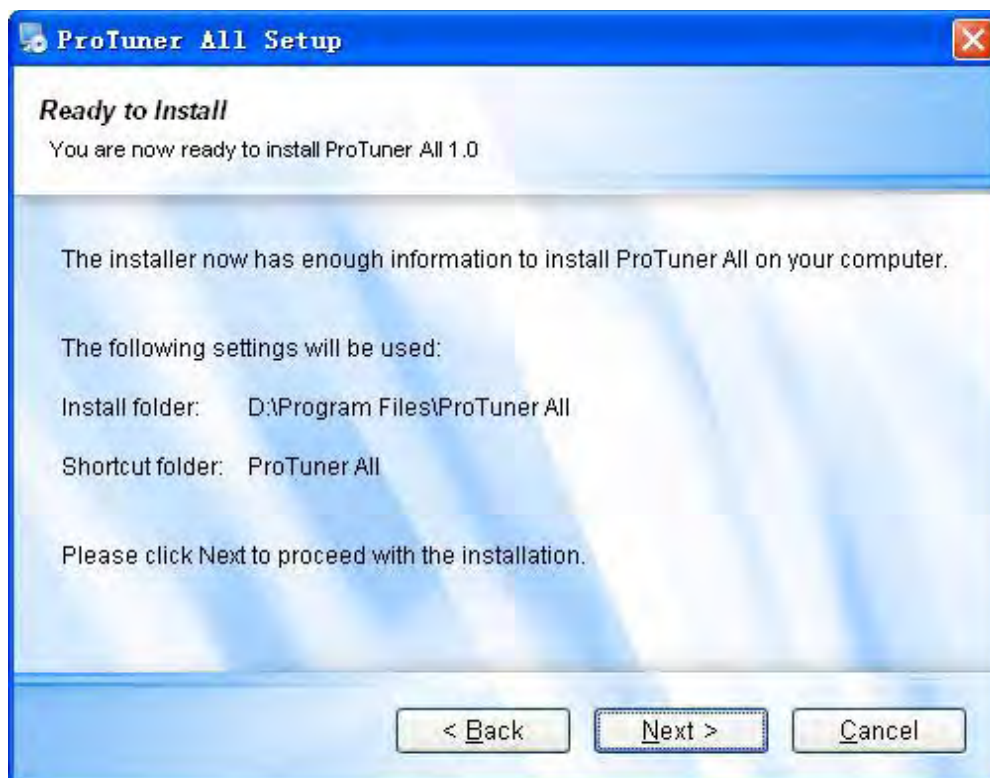 ProTuner All Setup
Ready to Install
You are now ready to install ProTuner All 1.0
The installer now has enough information to install ProTuner All on your computer.
The following settings will be used:
Install folder: D:\Program Files\ProTuner All
Shortcut folder: ProTuner All
Please click Next to proceed with the installation.
< Back Next > Cancel